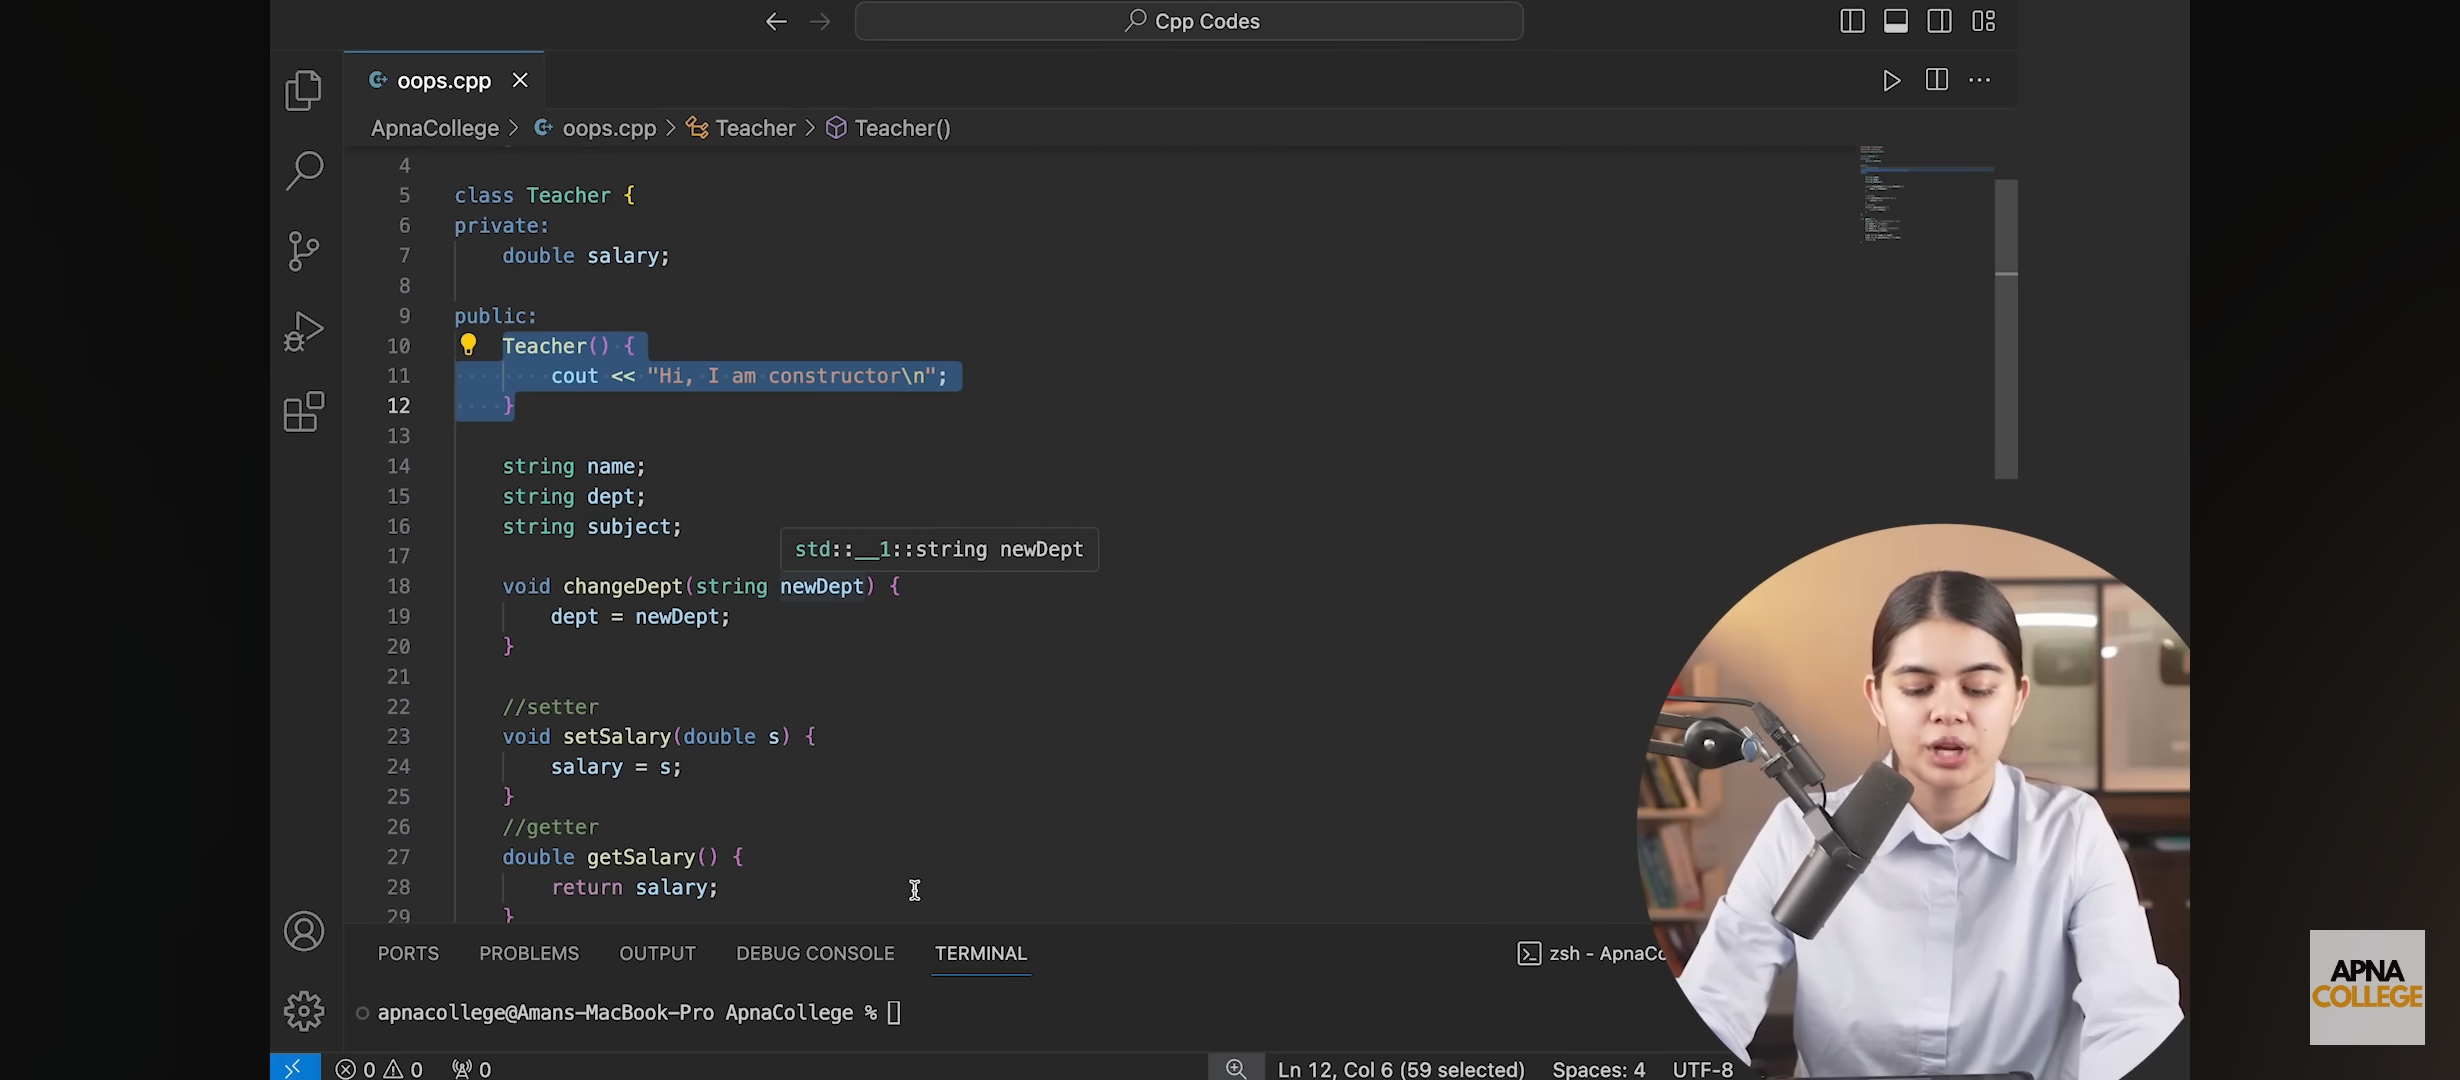 Cpp Codes
oops.cpp
ApnaCollege > oops.cpp > Teacher > Teacher()
4
5 class Teacher {
6 private:
7 double salary;
8
9 public:
10 Teacher() {
11 cout << "Hi, I am constructor\n";
12 }
13
14 string name;
15 string dept;
16 string subject;
std::__1::string newDept
17
18 void changeDept(string newDept) {
19 dept = newDept;
20 }
21
22 //setter
23 void setSalary(double s) {
24 salary = s;
25 }
26 //getter
27 double getSalary() {
28 return salary;
29 }
PORTS PROBLEMS OUTPUT DEBUG CONSOLE TERMINAL zsh - ApnaCo
apnacollege@Amans-MacBook-Pro ApnaCollege %
0 0 0 Ln 12, Col 6 (59 selected) Spaces: 4 UTF-8
APNA
COLLEGE